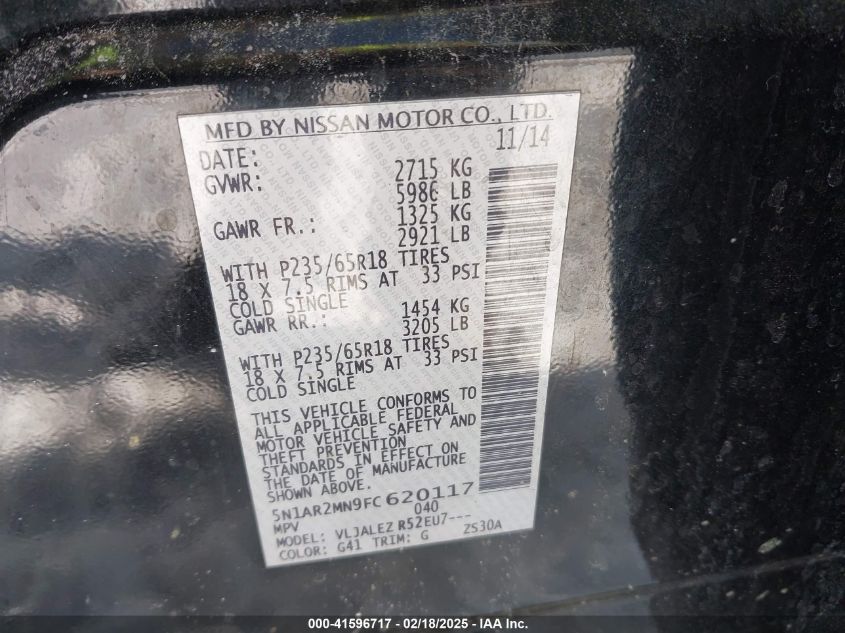 MFD BY NISSAN MOTOR CO., LTD.
DATE: 11/14
GVWR: 2715 KG
5986 LB
GAWR FR.: 1325 KG
2921 LB
WITH P235/65R18 TIRES
18 X 7.5 RIMS AT 33 PSI
COLD SINGLE
GAWR RR.: 1454 KG
3205 LB
WITH P235/65R18 TIRES
18 X 7.5 RIMS AT 33 PSI
COLD SINGLE
THIS VEHICLE CONFORMS TO
ALL APPLICABLE FEDERAL
MOTOR VEHICLE SAFETY AND
THEFT PREVENTION
STANDARDS IN EFFECT ON
THE DATE OF MANUFACTURE
SHOWN ABOVE.
5N1AR2MN9FC620117
MPV 040
MODEL: VLJALEZ R52EU7---
COLOR: G41 TRIM: G ZS30A
000-41596717 - 02/18/2025 - IAA Inc.